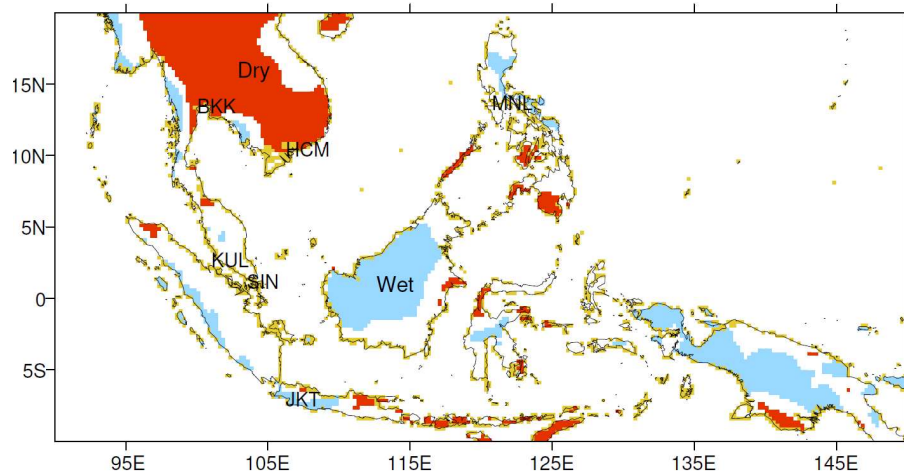 15N
10N
5N
0
5S
Dry
BKK
HCM
MNL
KUL
SIN
Wet
JKT
95E
105E
115E
125E
135E
145E